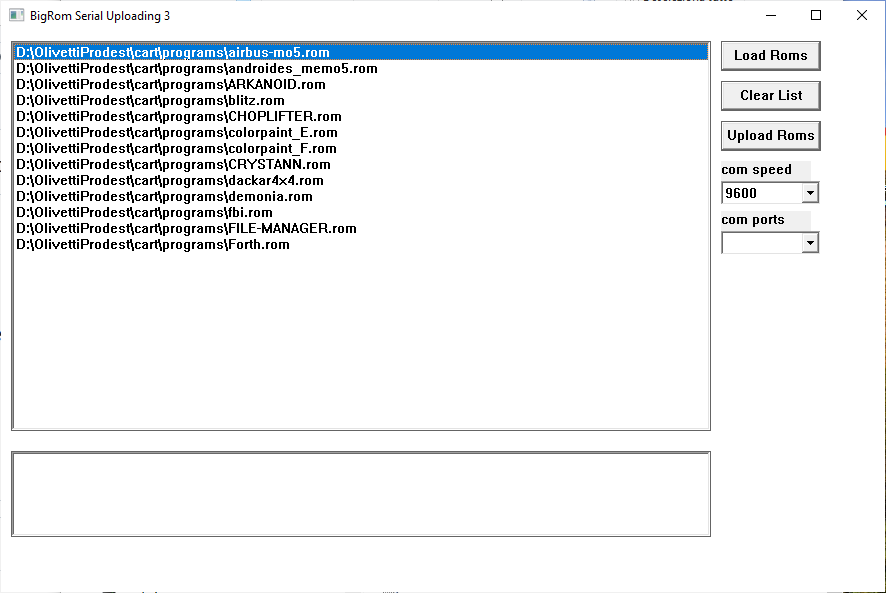 BigRom Serial Uploading 3
D:\OlivettiProdest\cart\programs\airbus-mo5.rom
D:\OlivettiProdest\cart\programs\androides_memo5.rom
D:\OlivettiProdest\cart\programs\ARKANOID.rom
D:\OlivettiProdest\cart\programs\blitz.rom
D:\OlivettiProdest\cart\programs\CHOPLIFTER.rom
D:\OlivettiProdest\cart\programs\colorpaint_E.rom
D:\OlivettiProdest\cart\programs\colorpaint_F.rom
D:\OlivettiProdest\cart\programs\CRYSTANN.rom
D:\OlivettiProdest\cart\programs\dackar4x4.rom
D:\OlivettiProdest\cart\programs\demonia.rom
D:\OlivettiProdest\cart\programs\fbi.rom
D:\OlivettiProdest\cart\programs\FILE-MANAGER.rom
D:\OlivettiProdest\cart\programs\Forth.rom
Load Roms
Clear List
Upload Roms
com speed
9600
com ports